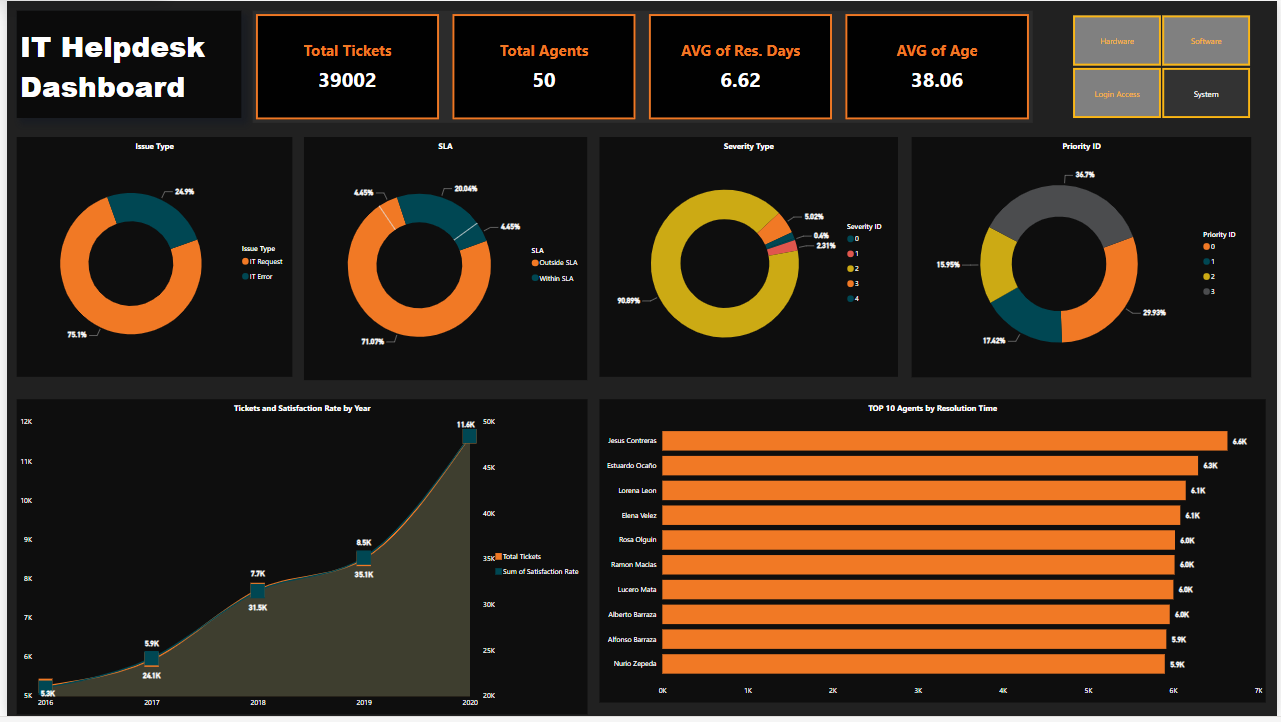 IT Helpdesk
Dashboard
Total Tickets
39002
Total Agents
50
AVG of Res. Days
6.62
AVG of Age
38.06
Hardware
Software
Login Access
System
Issue Type
24.9%
75.1%
Issue Type
IT Request
IT Error
SLA
4.45%
20.04%
4.45%
71.07%
SLA
Outside SLA
Within SLA
Severity Type
5.02%
0.4%
2.31%
90.89%
Severity ID
0
1
2
3
4
Priority ID
36.7%
15.95%
17.42%
29.93%
Priority ID
0
1
2
3
Tickets and Satisfaction Rate by Year
12K
11K
10K
9K
8K
7K
6K
5K
5.3K
5.9K
24.1K
7.7K
31.5K
8.5K
35.1K
11.6K
50K
45K
40K
35K
30K
25K
20K
2016
2017
2018
2019
2020
Total Tickets
Sum of Satisfaction Rate
TOP 10 Agents by Resolution Time
Jesus Contreras 6.6K
Estuardo Ocaño 6.3K
Lorena Leon 6.1K
Elena Velez 6.1K
Rosa Olguin 6.0K
Ramon Macias 6.0K
Lucero Mata 6.0K
Alberto Barraza 6.0K
Alfonso Barraza 5.9K
Nurio Zepeda 5.9K
0K 1K 2K 3K 4K 5K 6K 7K